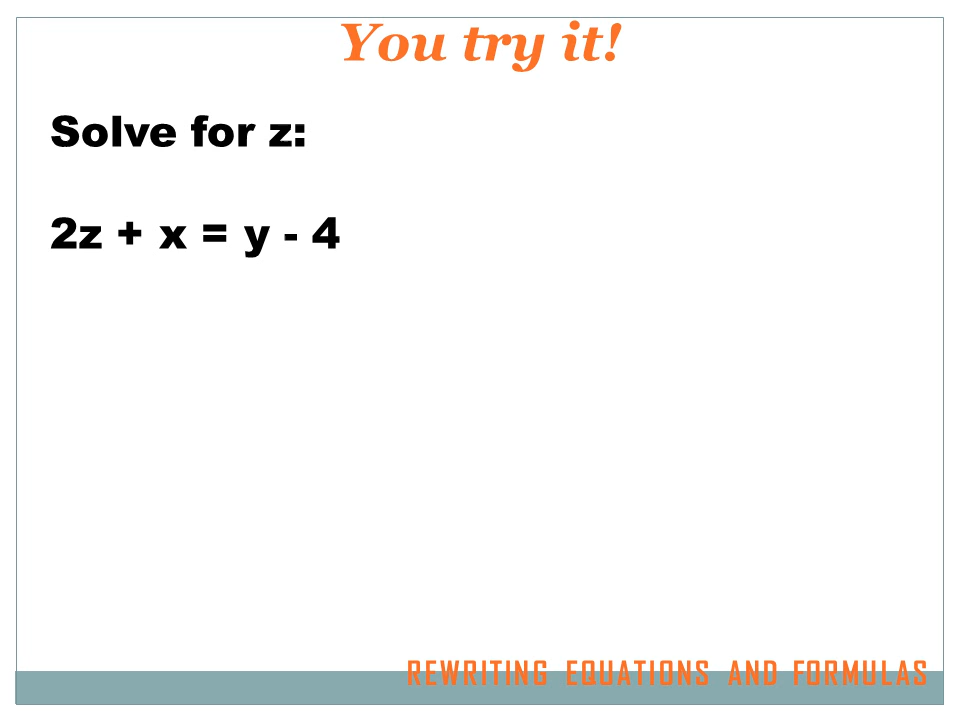 You try it!
Solve for z:
2z + x = y - 4
REWRITING EQUATIONS AND FORMULAS